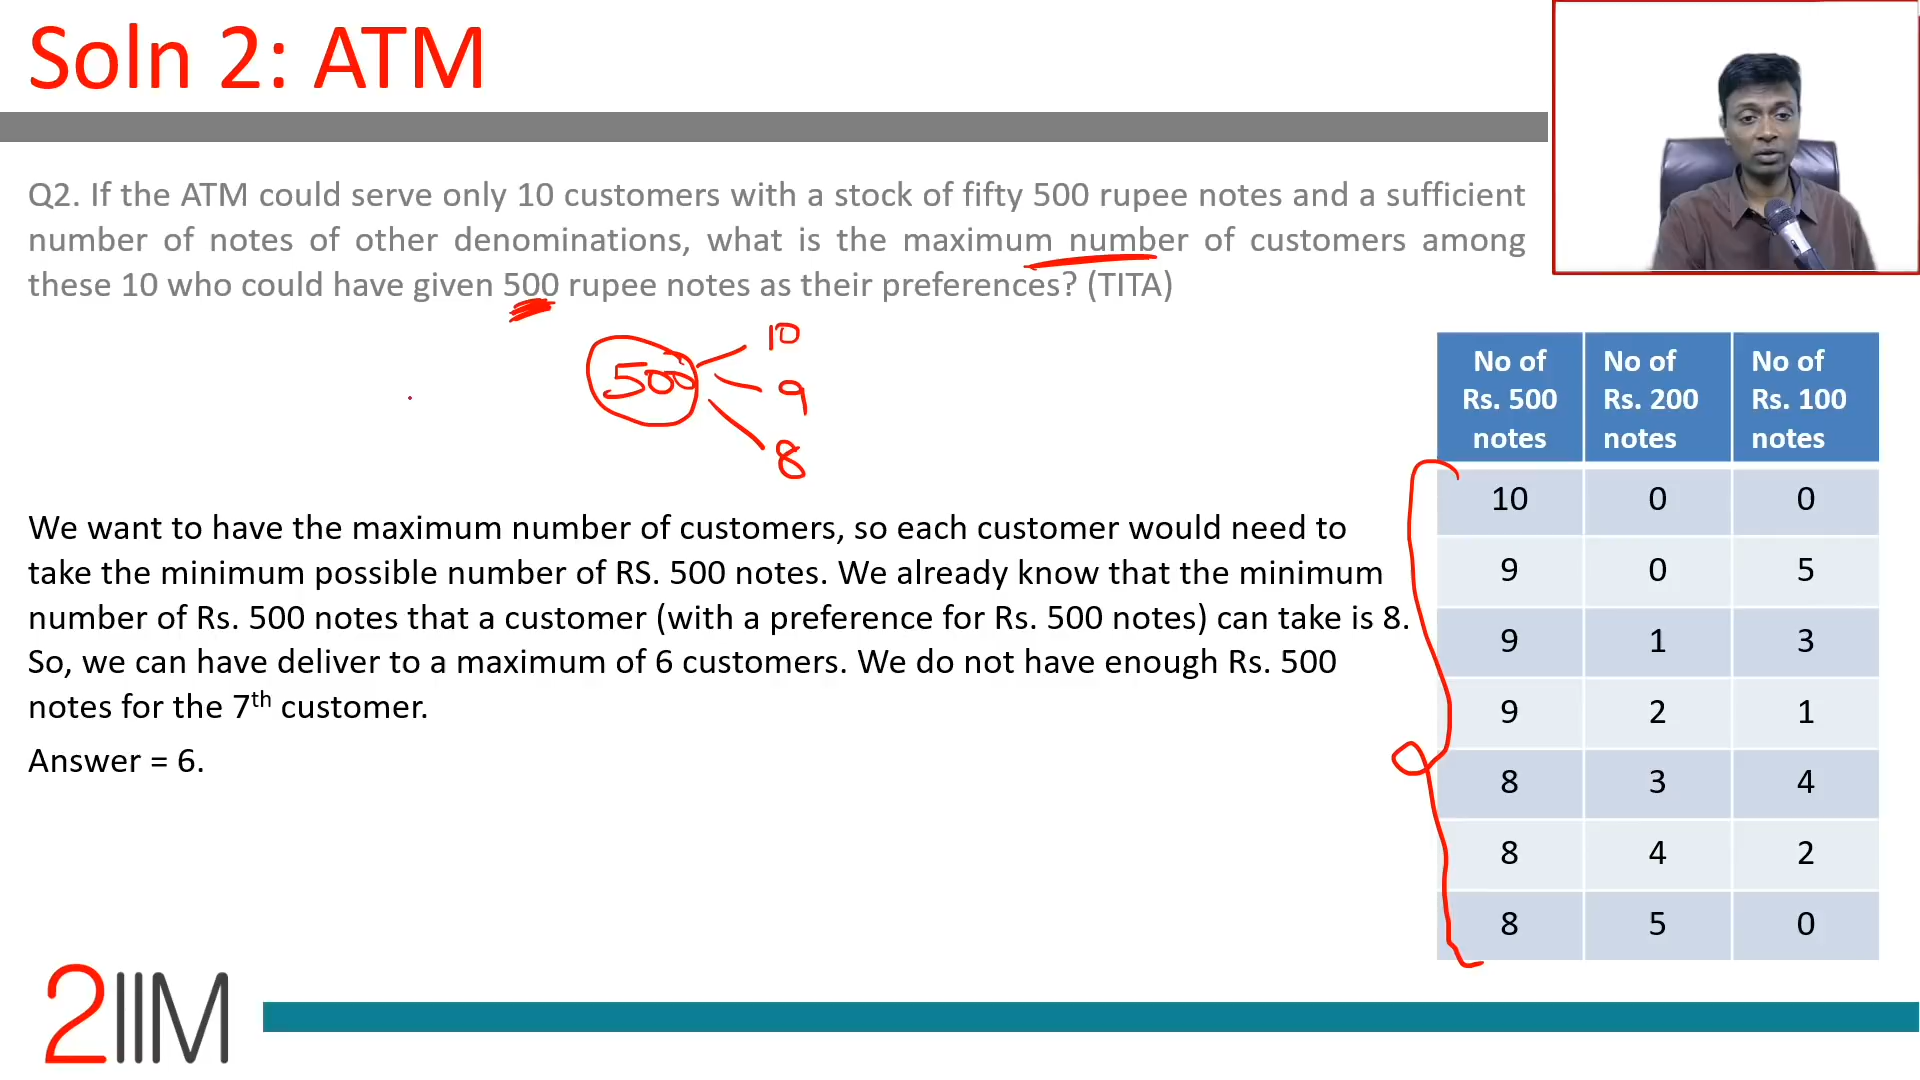 Soln 2: ATM
Q2. If the ATM could serve only 10 customers with a stock of fifty 500 rupee notes and a sufficient
number of notes of other denominations, what is the maximum number of customers among
these 10 who could have given 500 rupee notes as their preferences? (TITA)
500
10
9
8
We want to have the maximum number of customers, so each customer would need to
take the minimum possible number of RS. 500 notes. We already know that the minimum
number of Rs. 500 notes that a customer (with a preference for Rs. 500 notes) can take is 8.
So, we can have deliver to a maximum of 6 customers. We do not have enough Rs. 500
notes for the 7th customer.
Answer = 6.
No of Rs. 500 notes No of Rs. 200 notes No of Rs. 100 notes
10 0 0
9 0 5
9 1 3
9 2 1
8 3 4
8 4 2
8 5 0
2IIM